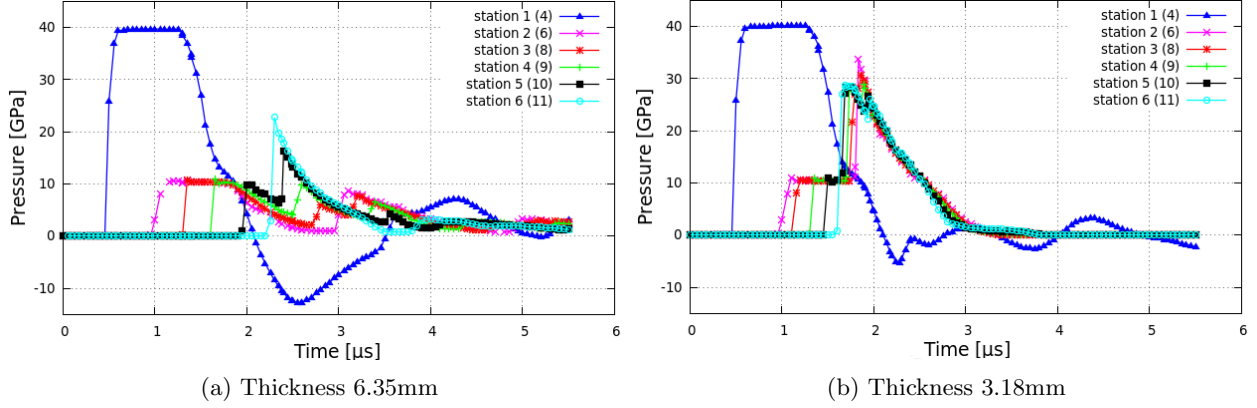 40
30
20
10
0
-10
Pressure [GPa]
0 1 2 3 4 5 6
Time [μs]
station 1 (4)
station 2 (6)
station 3 (8)
station 4 (9)
station 5 (10)
station 6 (11)
(a) Thickness 6.35mm
40
30
20
10
0
-10
Pressure [GPa]
0 1 2 3 4 5 6
Time [μs]
station 1 (4)
station 2 (6)
station 3 (8)
station 4 (9)
station 5 (10)
station 6 (11)
(b) Thickness 3.18mm